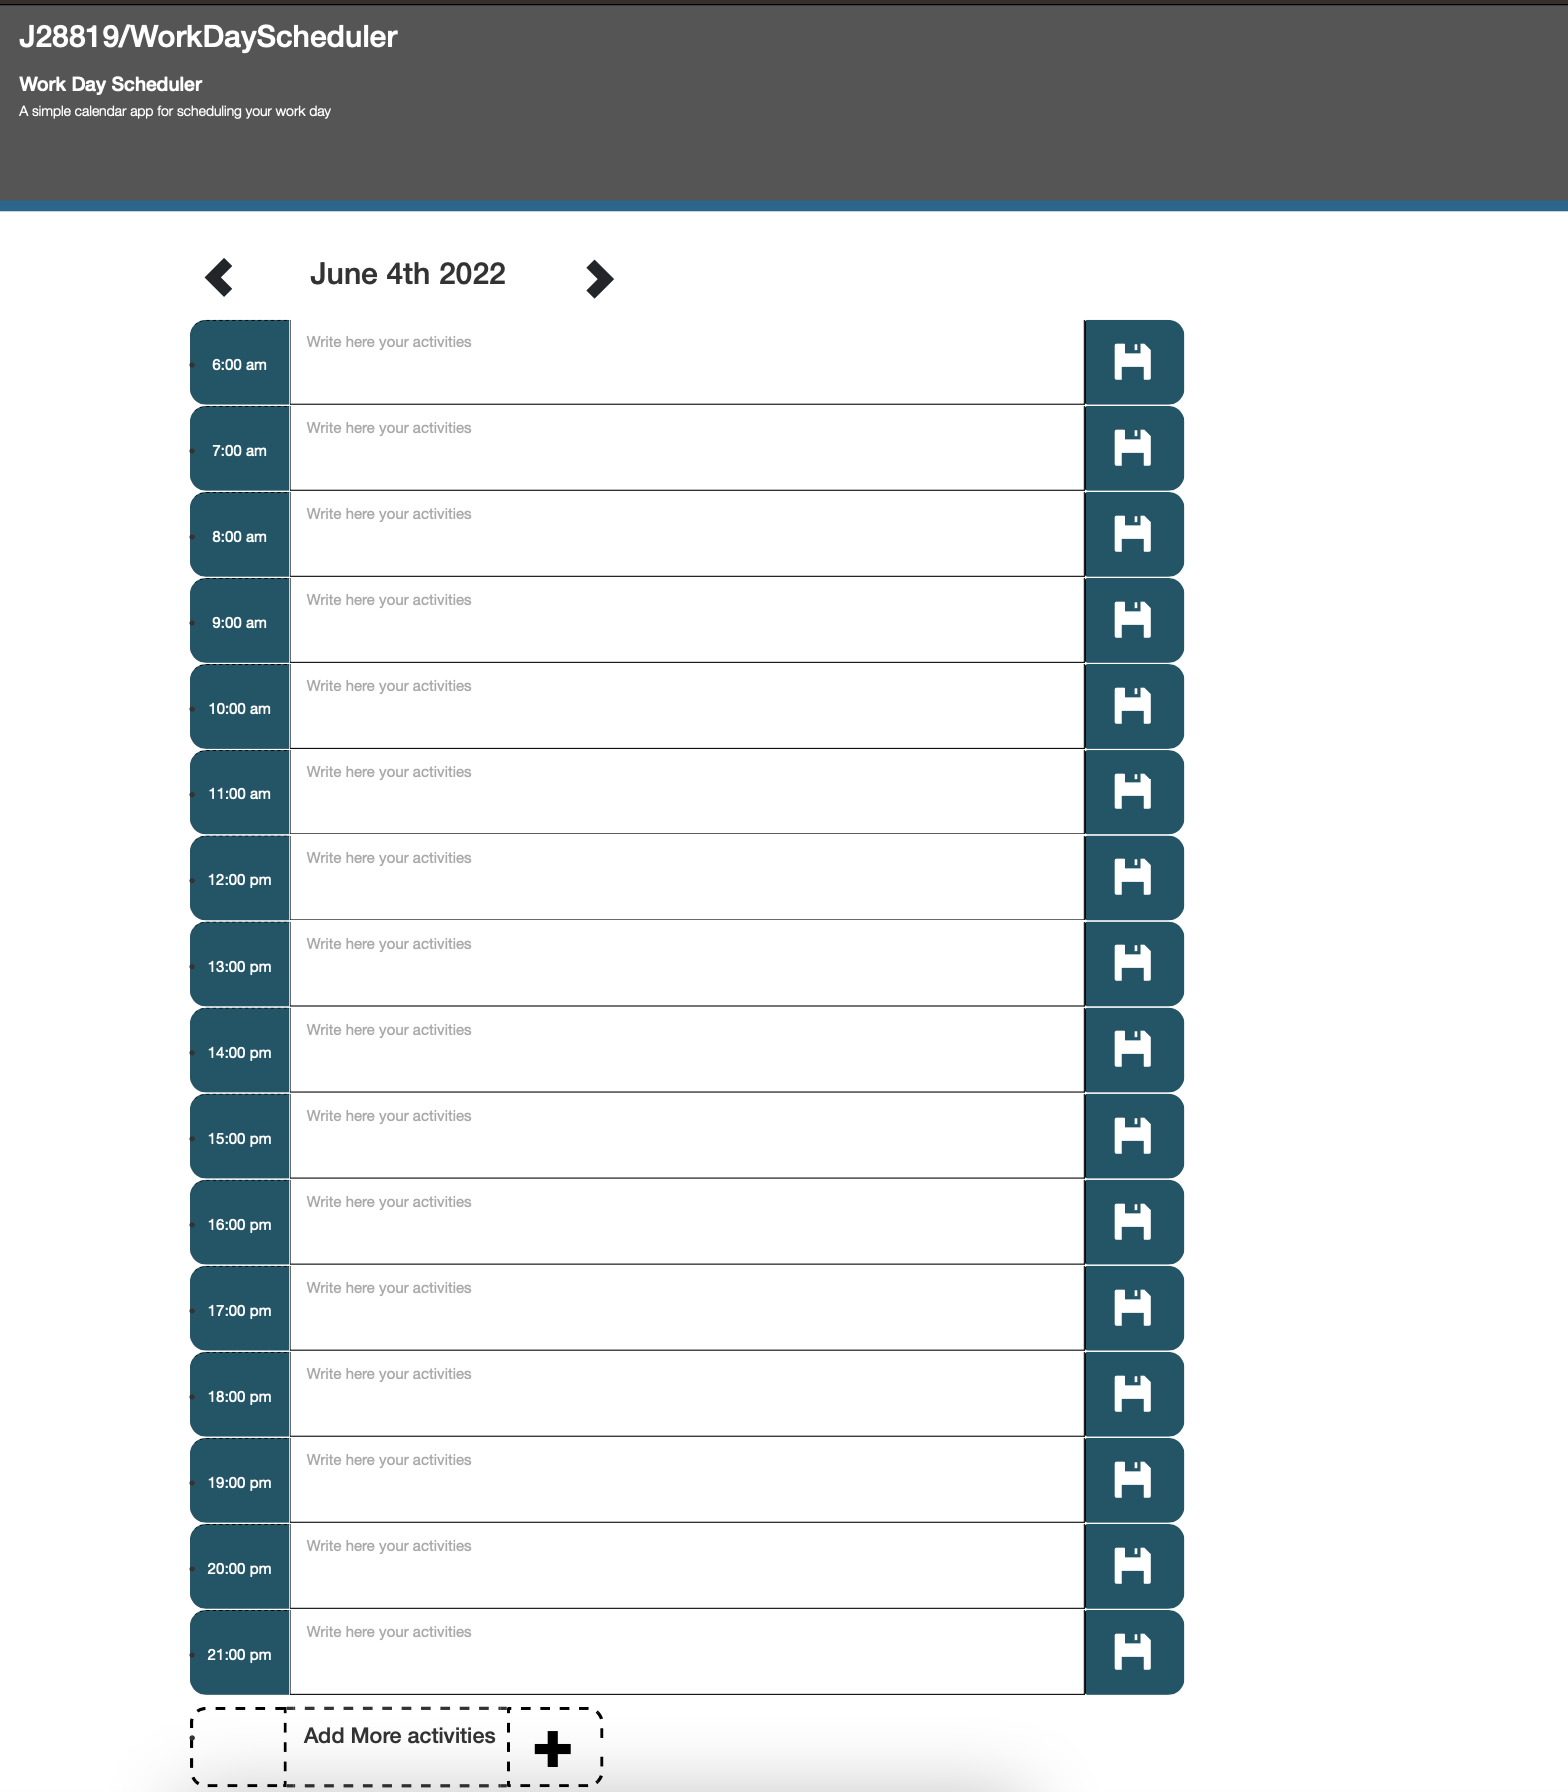 J28819/WorkDayScheduler
Work Day Scheduler
A simple calendar app for scheduling your work day
June 4th 2022
6:00 am
Write here your activities
7:00 am
Write here your activities
8:00 am
Write here your activities
9:00 am
Write here your activities
10:00 am
Write here your activities
11:00 am
Write here your activities
12:00 pm
Write here your activities
13:00 pm
Write here your activities
14:00 pm
Write here your activities
15:00 pm
Write here your activities
16:00 pm
Write here your activities
17:00 pm
Write here your activities
18:00 pm
Write here your activities
19:00 pm
Write here your activities
20:00 pm
Write here your activities
21:00 pm
Write here your activities
Add More activities